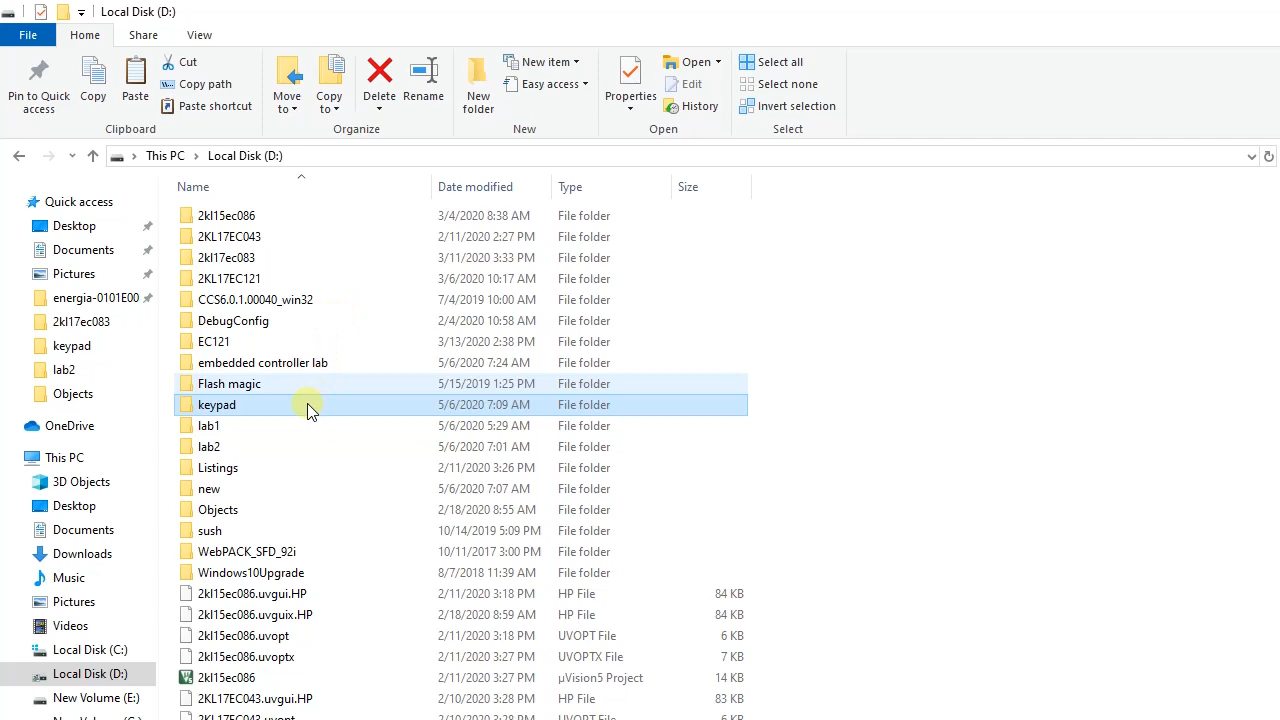 Local Disk (D:)
File Home Share View
Pin to Quick access
Copy
Paste
Cut
Copy path
Paste shortcut
Clipboard
Move to
Copy to
Delete
Rename
Organize
New folder
New item
Easy access
New
Properties
Open
Edit
History
Open
Select all
Select none
Invert selection
Select
This PC > Local Disk (D:)
Quick access
Desktop
Documents
Pictures
energia-0101E00
2kl17ec083
keypad
lab2
Objects
OneDrive
This PC
3D Objects
Desktop
Documents
Downloads
Music
Pictures
Videos
Local Disk (C:)
Local Disk (D:)
New Volume (E:)
Name Date modified Type Size
2kl15ec086 3/4/2020 8:38 AM File folder
2KL17EC043 2/11/2020 2:27 PM File folder
2kl17ec083 3/11/2020 3:33 PM File folder
2KL17EC121 3/6/2020 10:17 AM File folder
CCS6.0.1.00040_win32 7/4/2019 10:00 AM File folder
DebugConfig 2/4/2020 10:58 AM File folder
EC121 3/13/2020 2:38 PM File folder
embedded controller lab 5/6/2020 7:24 AM File folder
Flash magic 5/15/2019 1:25 PM File folder
keypad 5/6/2020 7:09 AM File folder
lab1 5/6/2020 5:29 AM File folder
lab2 5/6/2020 7:01 AM File folder
Listings 2/11/2020 3:26 PM File folder
new 5/6/2020 7:07 AM File folder
Objects 2/18/2020 8:55 AM File folder
sush 10/14/2019 5:09 PM File folder
WebPACK_SFD_92i 10/11/2017 3:00 PM File folder
Windows10Upgrade 8/7/2018 11:39 AM File folder
2kl15ec086.uvgui.HP 2/11/2020 3:18 PM HP File 84 KB
2kl15ec086.uvguix.HP 2/18/2020 8:59 AM HP File 84 KB
2kl15ec086.uvopt 2/11/2020 3:18 PM UVOPT File 6 KB
2kl15ec086.uvoptx 2/11/2020 3:27 PM UVOPTX File 7 KB
2kl15ec086 2/11/2020 3:27 PM µVision5 Project 14 KB
2KL17EC043.uvgui.HP 2/10/2020 3:28 PM HP File 83 KB
2KL17EC043.uvopt 2/10/2020 3:28 PM UVOPT File 6 KB